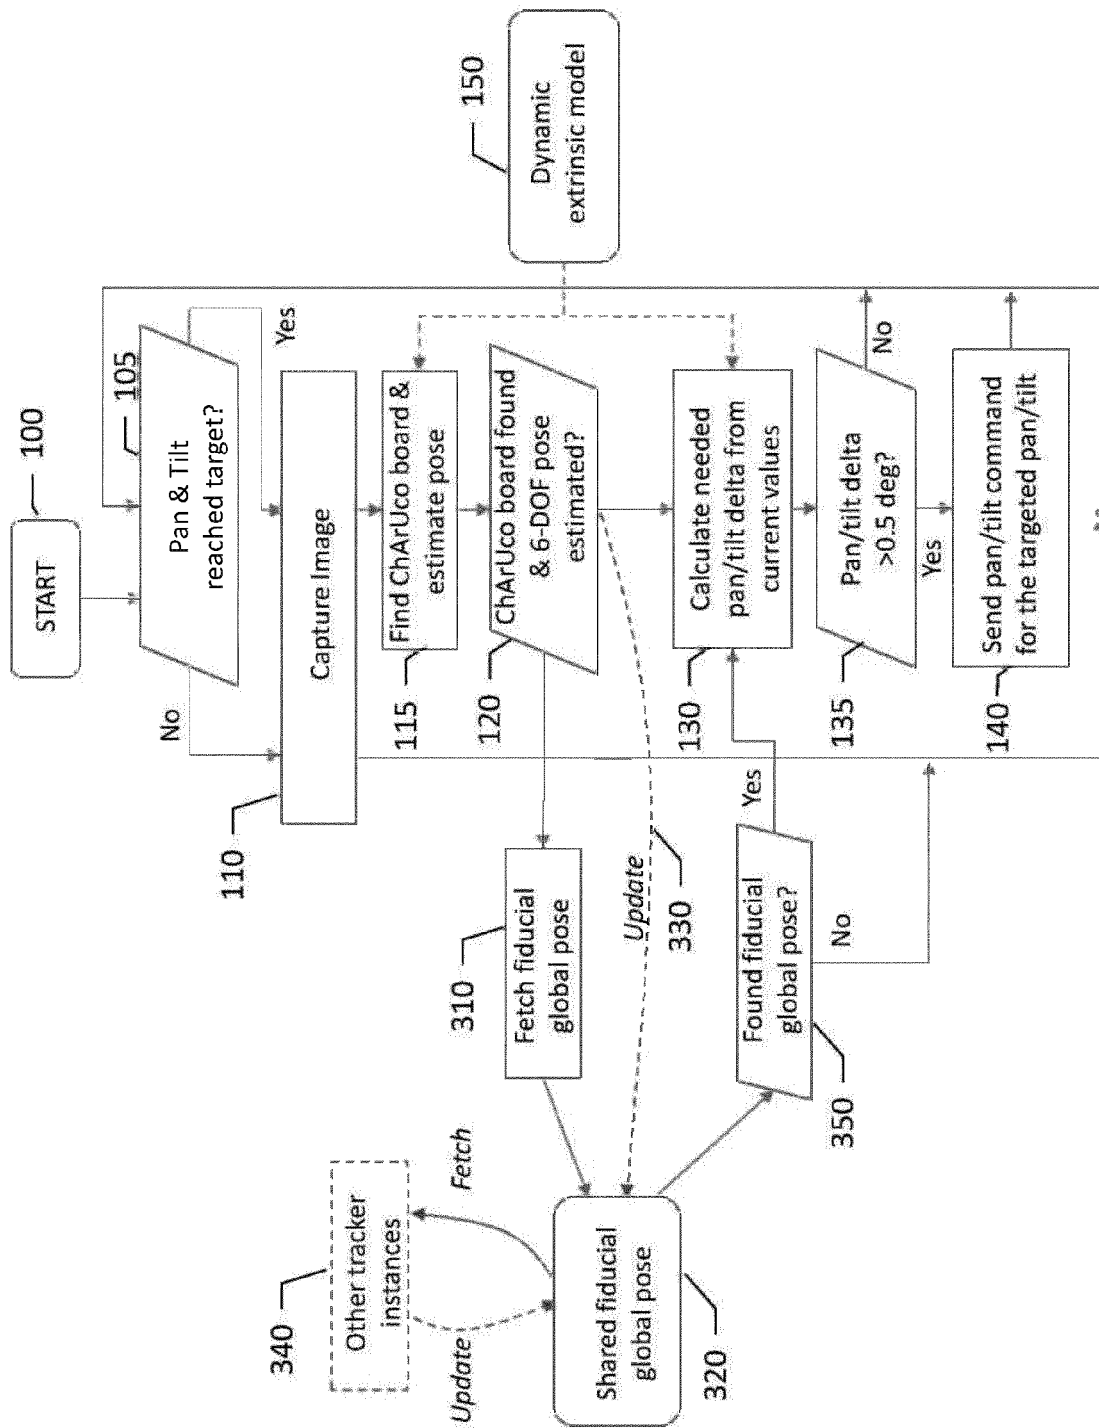 START
100
105
Pan & Tilt
reached target?
Yes
No
Capture Image
110
Find ChArUco board &
estimate pose
115
ChArUco board found
& 6-DOF pose
estimated?
120
Dynamic
extrinsic model
150
Calculate needed
pan/tilt delta from
current values
130
Pan/tilt delta
>0.5 deg?
135
No
Yes
Send pan/tilt command
for the targeted pan/tilt
140
Fetch fiducial
global pose
310
Update
330
Found fiducial
global pose?
350
Yes
No
Other tracker
instances
340
Fetch
Update
Shared fiducial
global pose
320